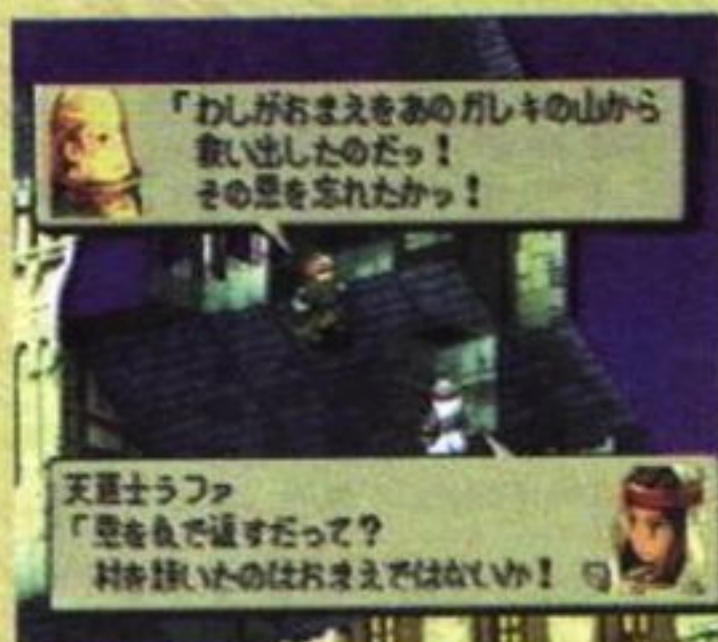 「わしがおまえをあのガレキの山から
救い出したのだッ!
その恩を忘れたかッ!
天道士ラファ
「恩を仇で返すだって?
村を焼いたのはおまえではないか!